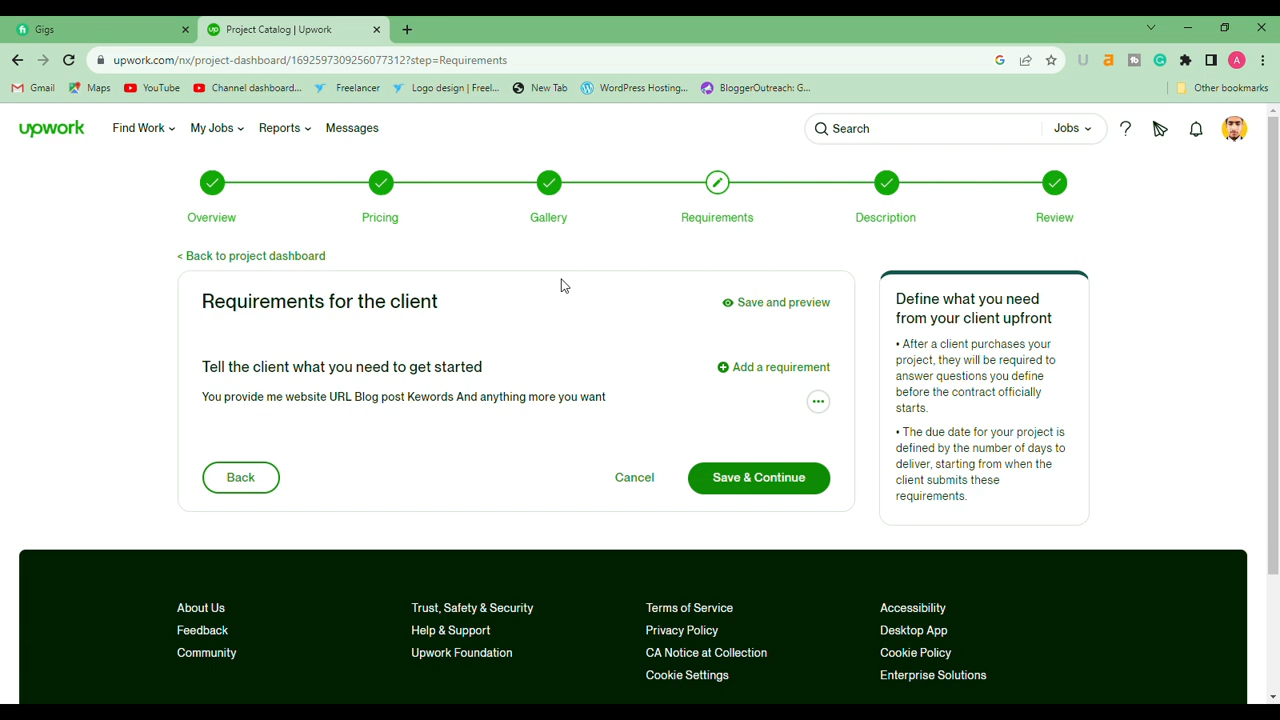 Gigs
Project Catalog | Upwork
upwork.com/nx/project-dashboard/1692597309256077312?step=Requirements
Gmail Maps YouTube Channel dashboard... Freelancer Logo design | Freel... New Tab WordPress Hosting... BloggerOutreach: G... Other bookmarks
upwork Find Work My Jobs Reports Messages Search Jobs
Overview Pricing Gallery Requirements Description Review
< Back to project dashboard
Requirements for the client
Save and preview
Tell the client what you need to get started
Add a requirement
You provide me website URL Blog post Kewords And anything more you want
Back
Cancel
Save & Continue
Define what you need
from your client upfront
• After a client purchases your
project, they will be required to
answer questions you define
before the contract officially
starts.
• The due date for your project is
defined by the number of days to
deliver, starting from when the
client submits these
requirements.
About Us
Feedback
Community
Trust, Safety & Security
Help & Support
Upwork Foundation
Terms of Service
Privacy Policy
CA Notice at Collection
Cookie Settings
Accessibility
Desktop App
Cookie Policy
Enterprise Solutions